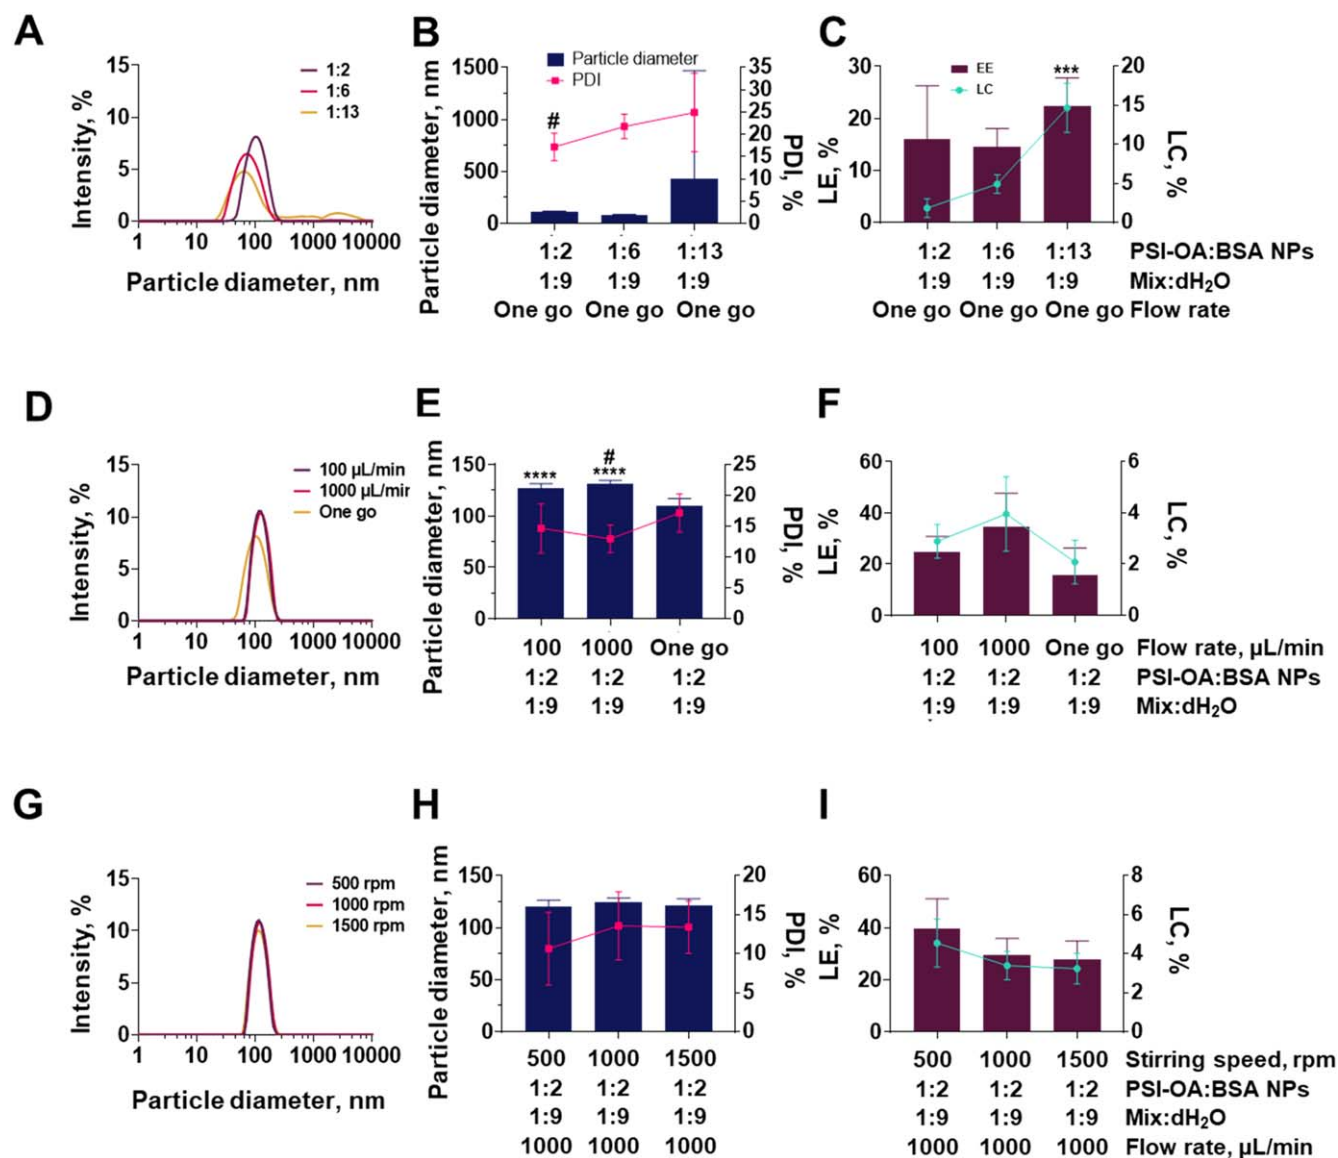 A
15
10
5
0
Intensity, %
1:2
1:6
1:13
1 10 100 1000 10000
Particle diameter, nm
B
Particle diameter, nm
1500
1000
500
0
Particle diameter
PDI
#
35
30
25
20
15
10
5
0
PDI, %
1:2 1:6 1:13
1:9 1:9 1:9
One go One go One go
C
LE, %
30
20
10
0
EE
LC
***
20
15
10
5
0
LC, %
1:2 1:6 1:13 PSI-OA:BSA NPs
1:9 1:9 1:9 Mix:dH₂O
One go One go One go Flow rate
D
Intensity, %
15
10
5
0
100 µL/min
1000 µL/min
One go
1 10 100 1000 10000
Particle diameter, nm
E
Particle diameter, nm
150
100
50
0
****
#
****
25
20
15
10
5
0
PDI, %
100 1000 One go
1:2 1:2 1:2
1:9 1:9 1:9
F
LE, %
60
40
20
0
6
4
2
0
LC, %
100 1000 One go Flow rate, µL/min
1:2 1:2 1:2 PSI-OA:BSA NPs
1:9 1:9 1:9 Mix:dH₂O
G
Intensity, %
15
10
5
0
500 rpm
1000 rpm
1500 rpm
1 10 100 1000 10000
Particle diameter, nm
H
Particle diameter, nm
150
100
50
0
20
15
10
5
0
PDI, %
500 1000 1500
1:2 1:2 1:2
1:9 1:9 1:9
1000 1000 1000
I
LE, %
60
40
20
0
8
6
4
2
0
LC, %
500 1000 1500 Stirring speed, rpm
1:2 1:2 1:2 PSI-OA:BSA NPs
1:9 1:9 1:9 Mix:dH₂O
1000 1000 1000 Flow rate, µL/min